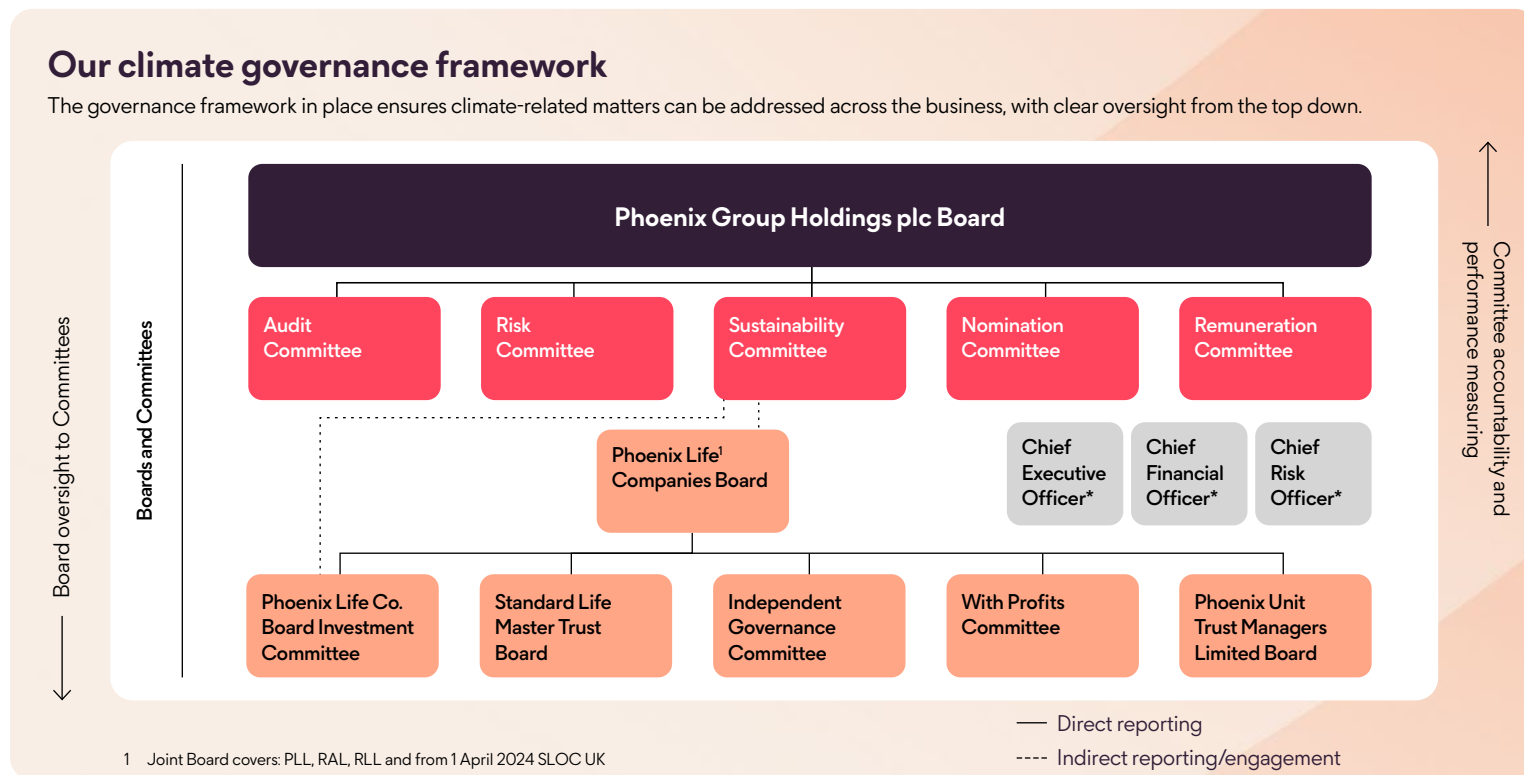 Our climate governance framework
The governance framework in place ensures climate-related matters can be addressed across the business, with clear oversight from the top down.
Board oversight to Committees
Boards and Committees
Phoenix Group Holdings plc Board
Audit
Committee
Risk
Committee
Sustainability
Committee
Nomination
Committee
Remuneration
Committee
Phoenix Life¹
Companies Board
Chief
Executive
Officer*
Chief
Financial
Officer*
Chief
Risk
Officer*
Phoenix Life Co.
Board Investment
Committee
Standard Life
Master Trust
Board
Independent
Governance
Committee
With Profits
Committee
Phoenix Unit
Trust Managers
Limited Board
Committee accountability and
performance measuring
Direct reporting
Indirect reporting/engagement
1 Joint Board covers: PLL, RAL, RLL and from 1 April 2024 SLOC UK